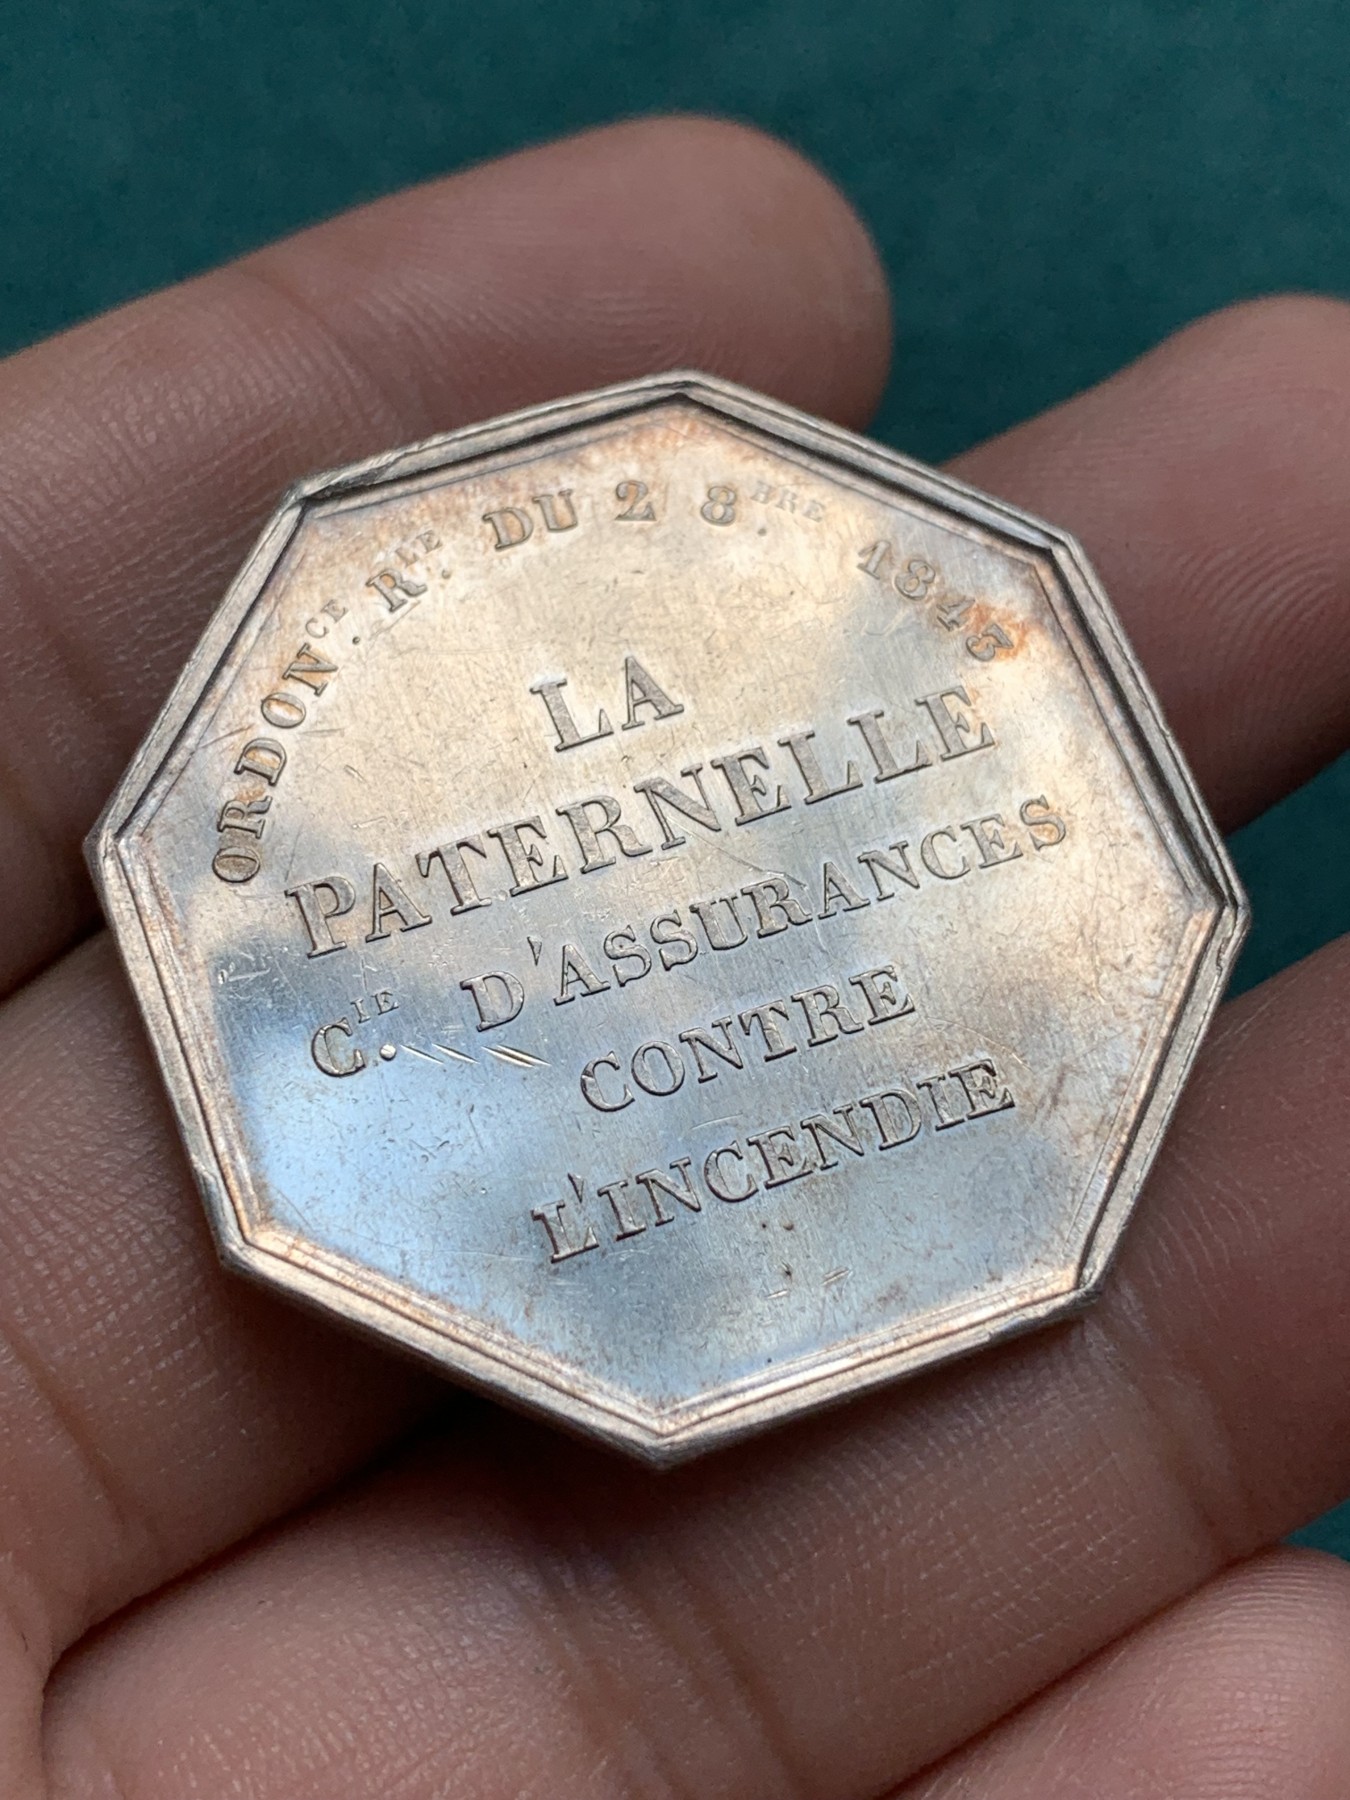 ORDONCE. RLE. DU 2 8BRE. 1843
LA
PATERNELLE
CIE. D'ASSURANCES
CONTRE
L'INCENDIE